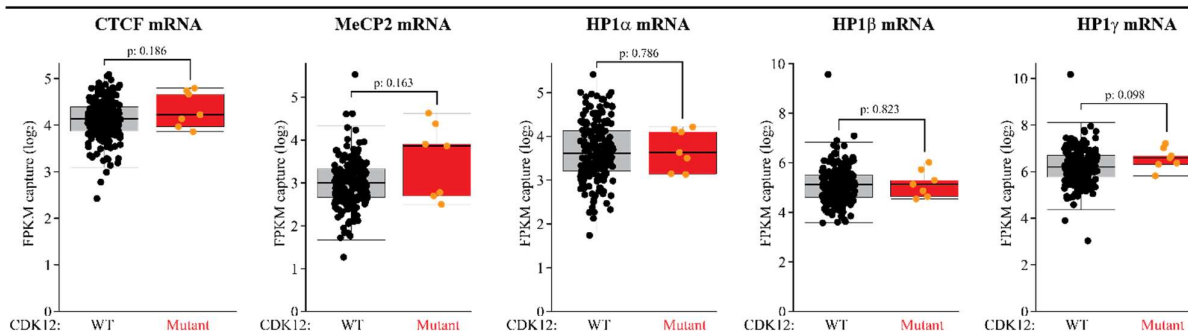 CTCF mRNA
p: 0.186
FPKM capture (log2)
5
4
3
2
1
0
CDK12: WT Mutant
MeCP2 mRNA
p: 0.163
FPKM capture (log2)
5
4
3
2
1
0
CDK12: WT Mutant
HP1α mRNA
p: 0.786
FPKM capture (log2)
5
4
3
2
1
0
CDK12: WT Mutant
HP1β mRNA
p: 0.823
FPKM capture (log2)
10
8
6
4
2
0
CDK12: WT Mutant
HP1γ mRNA
p: 0.098
FPKM capture (log2)
10
8
6
4
2
0
CDK12: WT Mutant